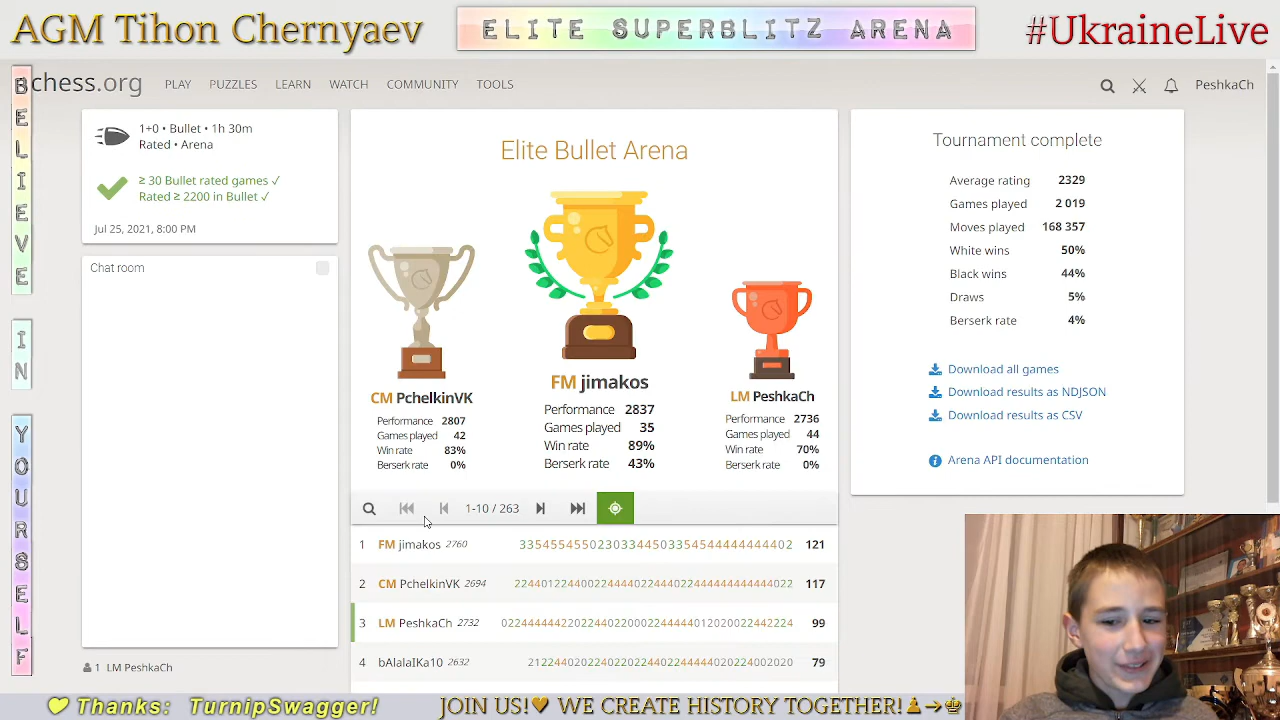 AGM Tihon Chernyaev
ELITE SUPERBLITZ ARENA
#UkraineLive
BELIEVE
IN
YOURSELF
chess.org
PLAY
PUZZLES
LEARN
WATCH
COMMUNITY
TOOLS
PeshkaCh
1+0 • Bullet • 1h 30m
Rated • Arena
≥ 30 Bullet rated games ✓
Rated ≥ 2200 in Bullet ✓
Jul 25, 2021, 8:00 PM
Chat room
1 LM PeshkaCh
Elite Bullet Arena
CM PchelkinVK
Performance 2807
Games played 42
Win rate 83%
Berserk rate 0%
FM jimakos
Performance 2837
Games played 35
Win rate 89%
Berserk rate 43%
LM PeshkaCh
Performance 2736
Games played 44
Win rate 70%
Berserk rate 0%
1-10 / 263
1 FM jimakos 2760 33545545502303344503354544444444402 121
2 CM PchelkinVK 2694 224401224400224444022444022444444444444022 117
3 LM PeshkaCh 2732 02244444422022440220002244444012020022442224 99
4 bAlalaIKa10 2632 21224402022440220224402244444020224002020 79
Tournament complete
Average rating 2329
Games played 2 019
Moves played 168 357
White wins 50%
Black wins 44%
Draws 5%
Berserk rate 4%
Download all games
Download results as NDJSON
Download results as CSV
Arena API documentation
Thanks: TurnipSwagger!
JOIN US! WE CREATE HISTORY TOGETHER!